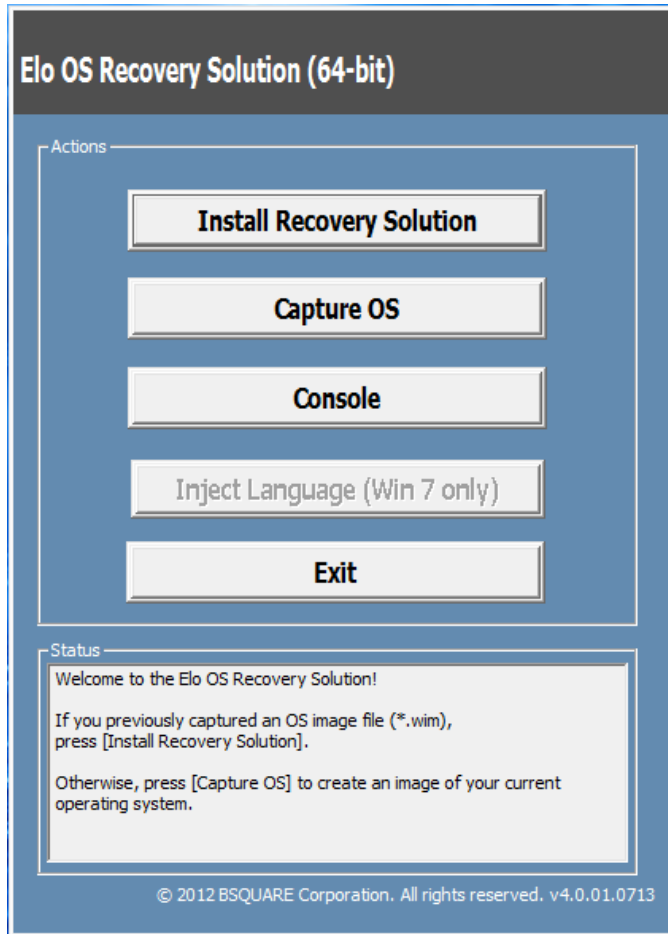 Elo OS Recovery Solution (64-bit)
Actions
Install Recovery Solution
Capture OS
Console
Inject Language (Win 7 only)
Exit
Status
Welcome to the Elo OS Recovery Solution!
If you previously captured an OS image file (*.wim),
press [Install Recovery Solution].
Otherwise, press [Capture OS] to create an image of your current
operating system.
© 2012 BSQUARE Corporation. All rights reserved. v4.0.01.0713